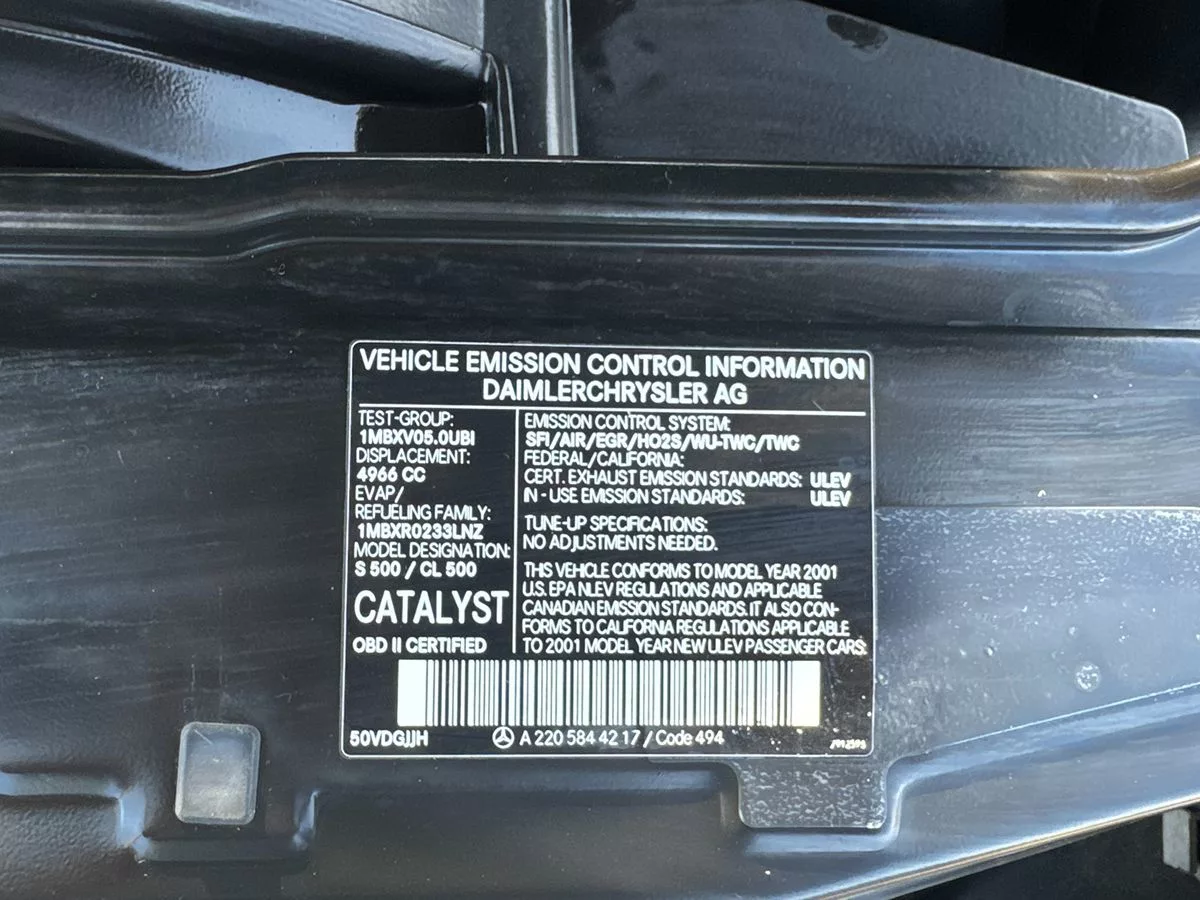 VEHICLE EMISSION CONTROL INFORMATION
DAIMLERCHRYSLER AG
TEST-GROUP:
1MBXV05.0UBI
DISPLACEMENT:
4966 CC
EVAP/
REFUELING FAMILY:
1MBXR0233LNZ
MODEL DESIGNATION:
S 500 / CL 500
CATALYST
OBD II CERTIFIED
EMISSION CONTROL SYSTEM:
SFI/AIR/EGR/HO2S/WU-TWC/TWC
FEDERAL/CALIFORNIA:
CERT. EXHAUST EMISSION STANDARDS: ULEV
IN - USE EMISSION STANDARDS: ULEV
TUNE-UP SPECIFICATIONS:
NO ADJUSTMENTS NEEDED.
THIS VEHICLE CONFORMS TO MODEL YEAR 2001
U.S. EPA NLEV REGULATIONS AND APPLICABLE
CANADIAN EMISSION STANDARDS. IT ALSO CON-
FORMS TO CALIFORNIA REGULATIONS APPLICABLE
TO 2001 MODEL YEAR NEW ULEV PASSENGER CARS.
50VDGJJH
A 220 584 42 17 / Code 494